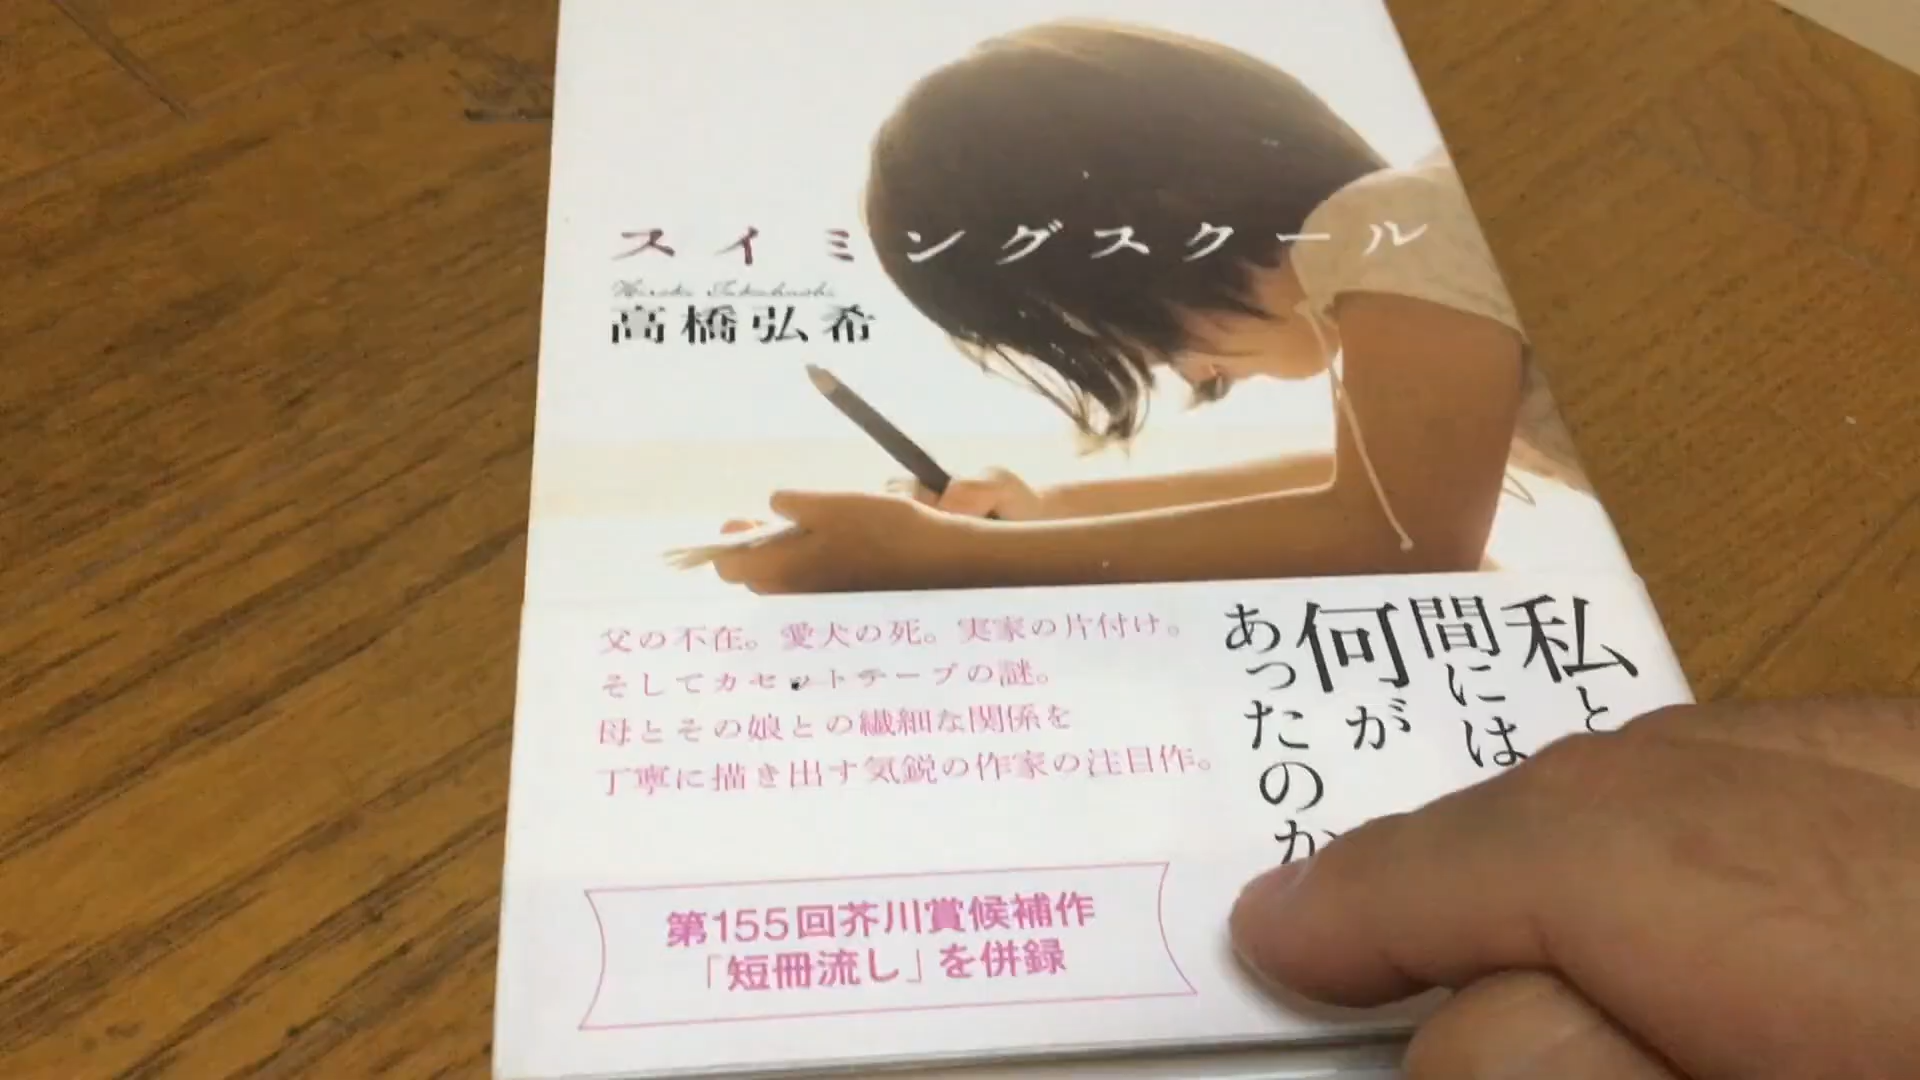 スイミングスクール
Hiroki Takahashi
高橋弘希
私と
間には
何が
あったのか
父の不在。愛犬の死。実家の片付け。
そしてカセットテープの謎。
母とその娘との繊細な関係を
丁寧に描き出す気鋭の作家の注目作。
第155回芥川賞候補作
「短冊流し」を併録